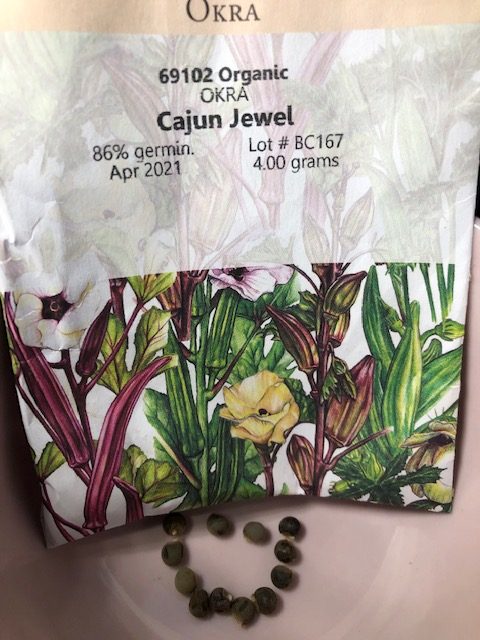 OKRA
69102 Organic
OKRA
Cajun Jewel
86% germin. Lot # BC167
Apr 2021 4.00 grams